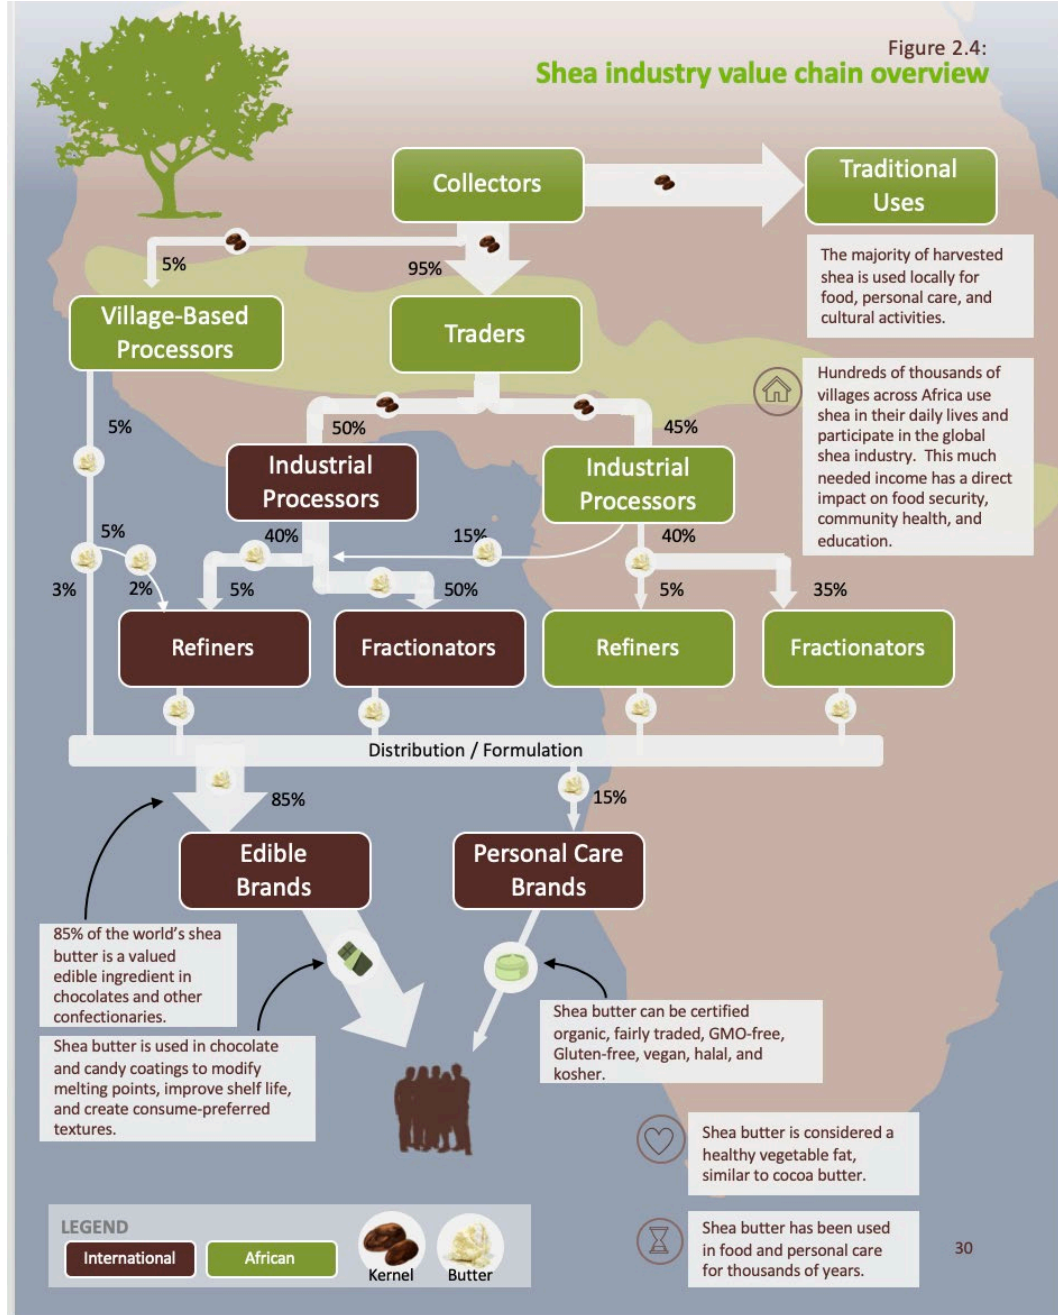 Figure 2.4:
Shea industry value chain overview
Collectors
Traditional
Uses
The majority of harvested
shea is used locally for
food, personal care, and
cultural activities.
5%
95%
Village-Based
Processors
Traders
Hundreds of thousands of
villages across Africa use
shea in their daily lives and
participate in the global
shea industry. This much
needed income has a direct
impact on food security,
community health, and
education.
5%
50%
45%
Industrial
Processors
Industrial
Processors
5%
40%
15%
40%
3%
2%
5%
50%
5%
35%
Refiners
Fractionators
Refiners
Fractionators
Distribution / Formulation
85%
15%
Edible
Brands
Personal Care
Brands
85% of the world's shea
butter is a valued
edible ingredient in
chocolates and other
confectionaries.
Shea butter is used in chocolate
and candy coatings to modify
melting points, improve shelf life,
and create consume-preferred
textures.
Shea butter can be certified
organic, fairly traded, GMO-free,
Gluten-free, vegan, halal, and
kosher.
Shea butter is considered a
healthy vegetable fat,
similar to cocoa butter.
Shea butter has been used
in food and personal care
for thousands of years.
30
LEGEND
International
African
Kernel
Butter